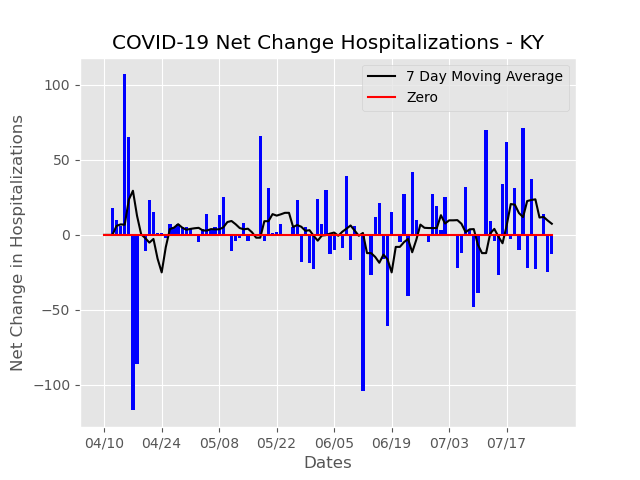 COVID-19 Net Change Hospitalizations - KY
7 Day Moving Average
Zero
Net Change in Hospitalizations
100
50
0
−50
−100
04/10 04/24 05/08 05/22 06/05 06/19 07/03 07/17
Dates